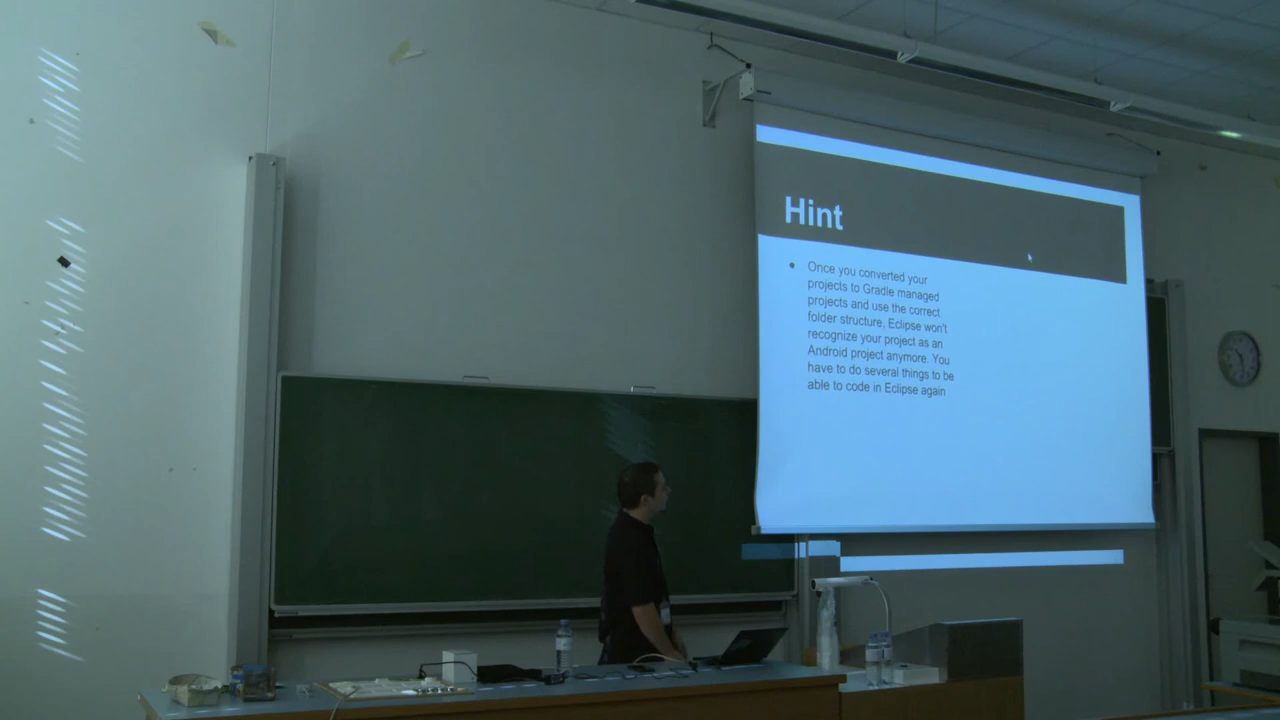 Hint
Once you converted your
projects to Gradle managed
projects and use the correct
folder structure, Eclipse won't
recognize your project as an
Android project anymore. You
have to do several things to be
able to code in Eclipse again